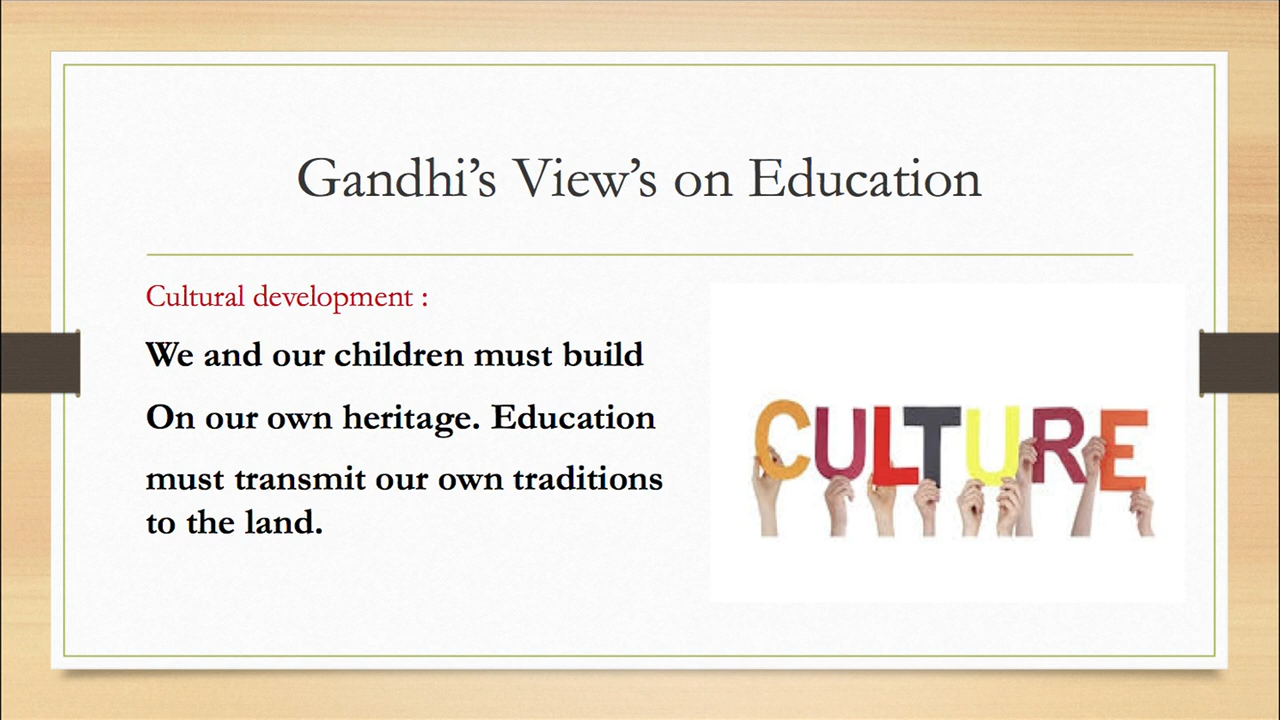 Gandhi’s View’s on Education
Cultural development :
We and our children must build
On our own heritage. Education
must transmit our own traditions
to the land.
CULTURE